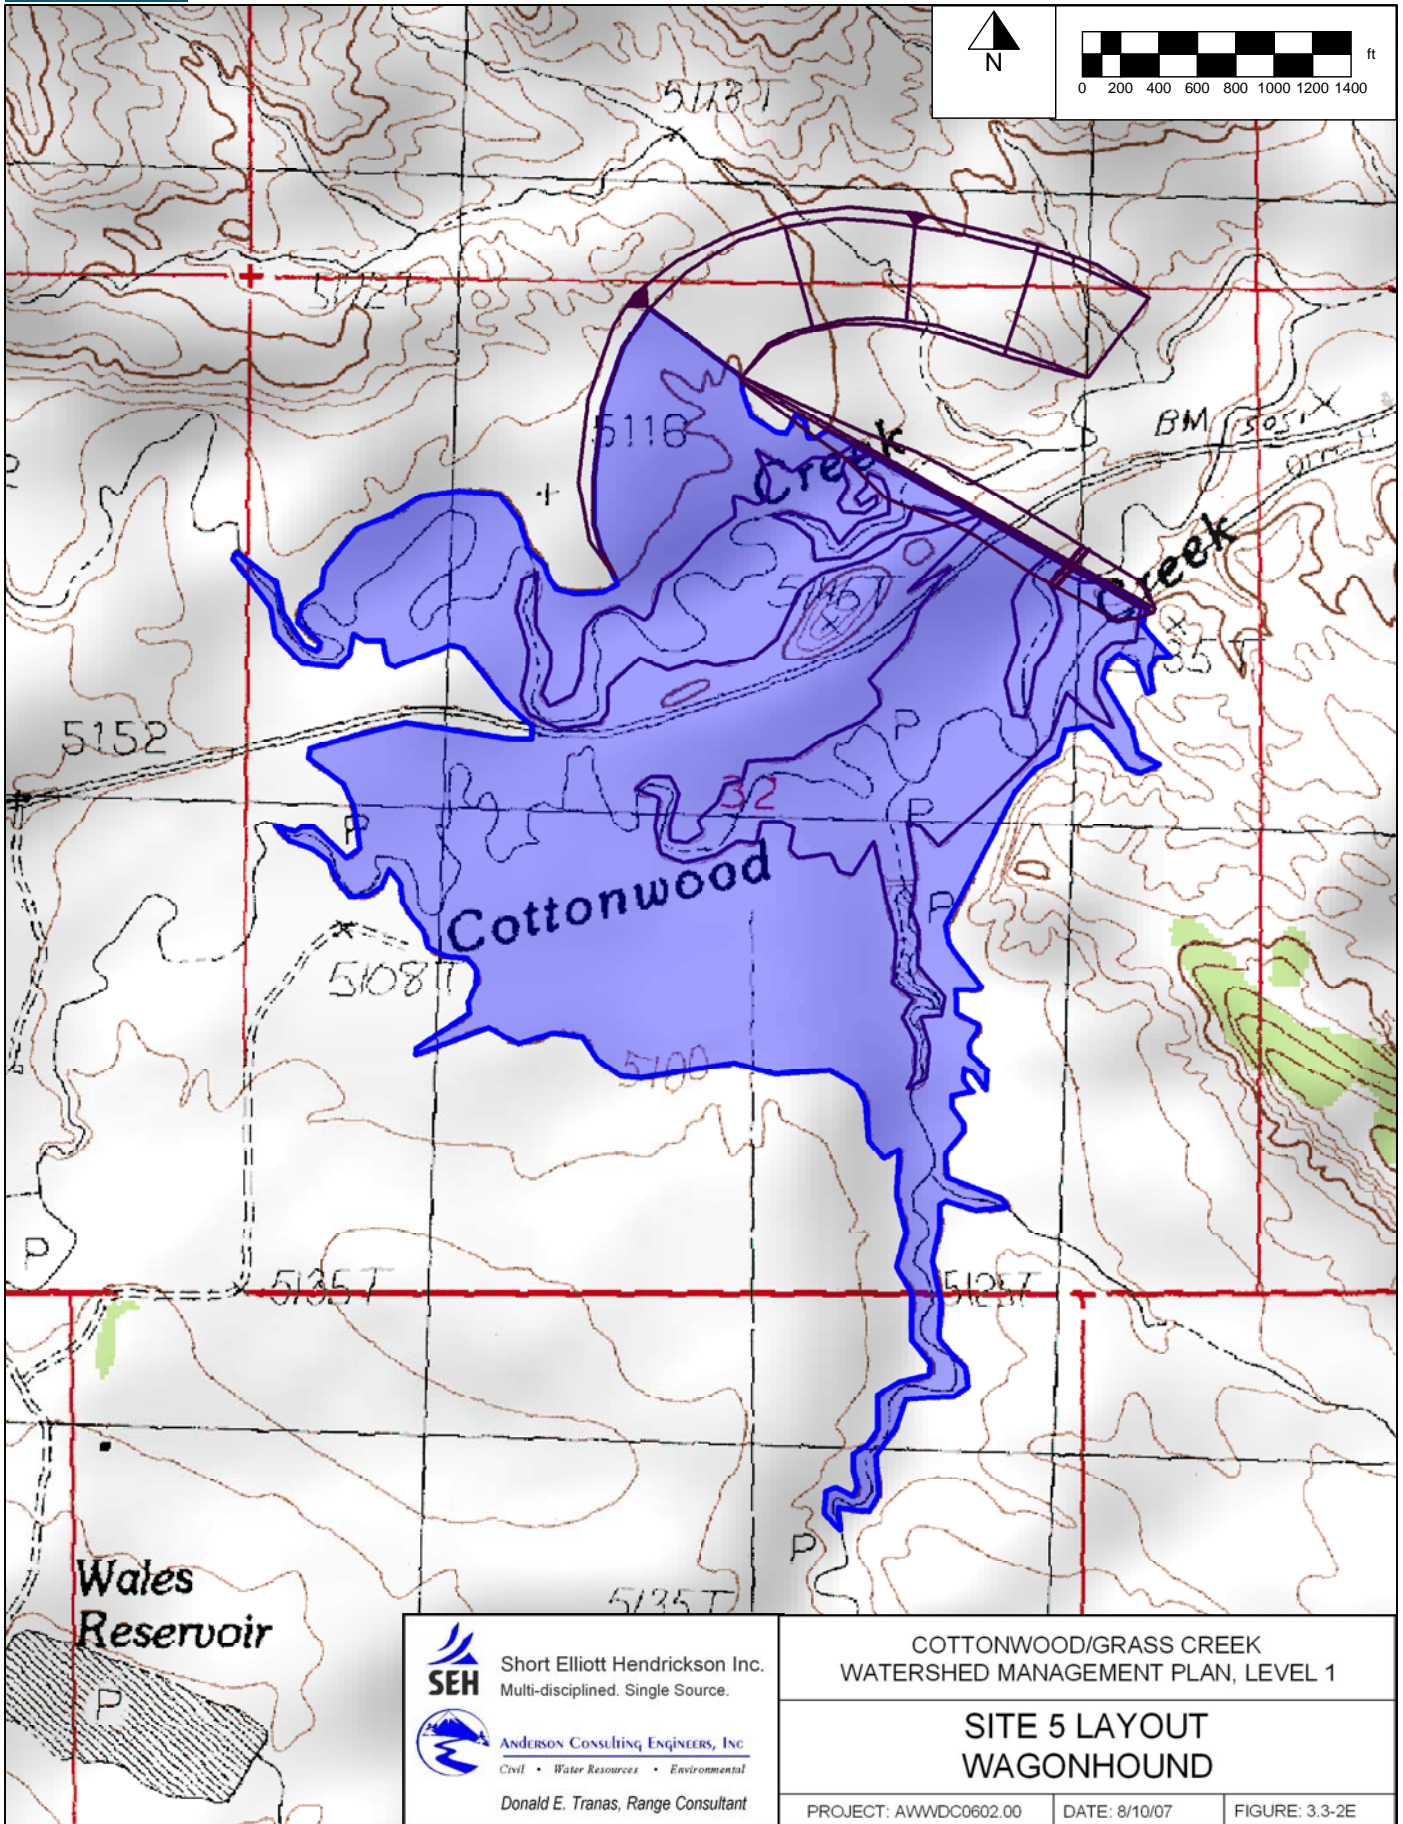 N
ft
0 200 400 600 800 1000 1200 1400
5118
Creek
BM 5051
Creek
5152
P
P
32
P
P
Cottonwood
5108T
5100
P
5135T
5125T
P
Wales
Reservoir
5135T
P
SEH
Short Elliott Hendrickson Inc.
Multi-disciplined. Single Source.
ANDERSON CONSULTING ENGINEERS, INC
Civil • Water Resources • Environmental
Donald E. Tranas, Range Consultant
COTTONWOOD/GRASS CREEK
WATERSHED MANAGEMENT PLAN, LEVEL 1
SITE 5 LAYOUT
WAGONHOUND
PROJECT: AWWDC0602.00
DATE: 8/10/07
FIGURE: 3.3-2E